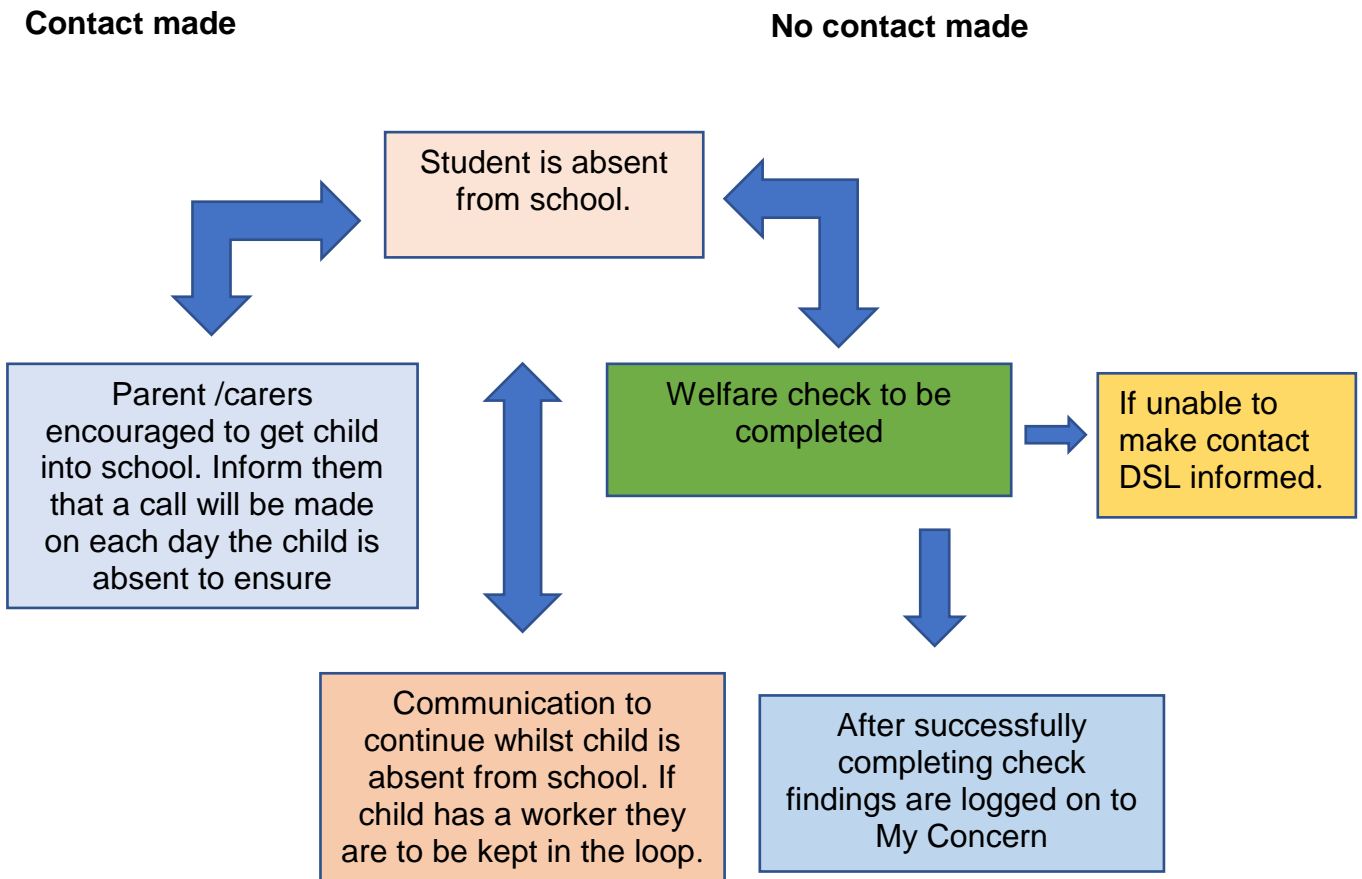 Contact made
No contact made
Student is absent
from school.
Parent /carers
encouraged to get child
into school. Inform them
that a call will be made
on each day the child is
absent to ensure
Welfare check to be
completed
If unable to
make contact
DSL informed.
Communication to
continue whilst child is
absent from school. If
child has a worker they
are to be kept in the loop.
After successfully
completing check
findings are logged on to
My Concern